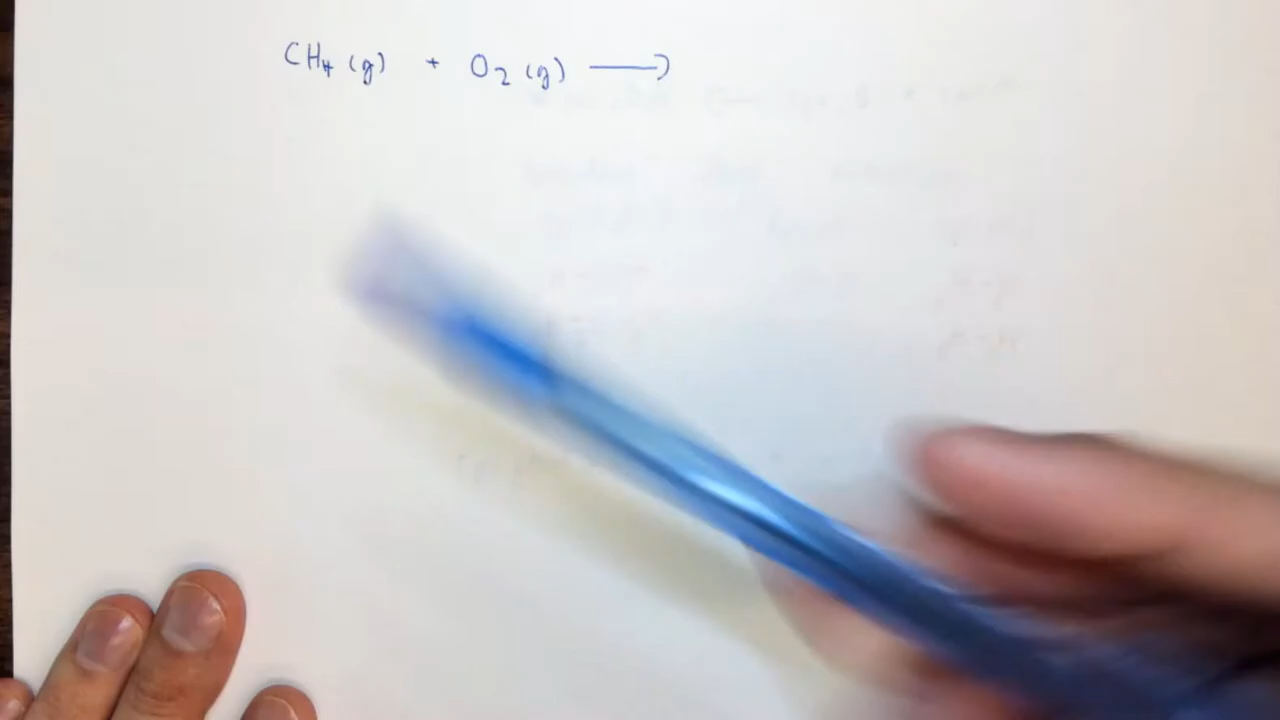 CH₄ (g) + O₂ (g) ⟶